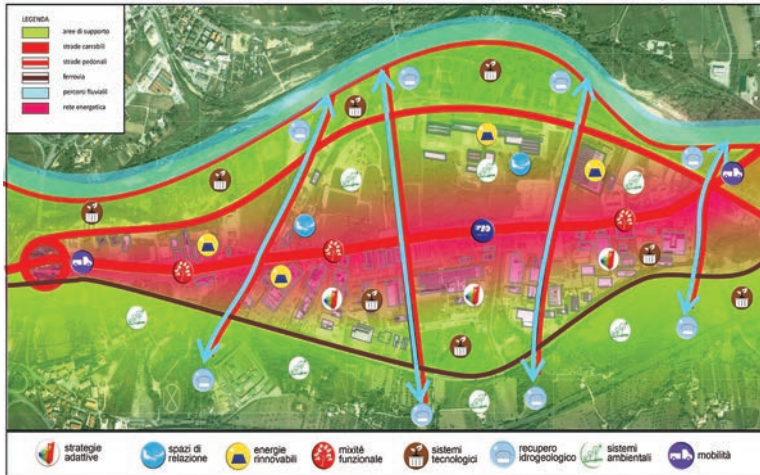 LEGENDA
aree di supporto
strade carrabili
strade pedonali
ferrovia
percorsi fluviali
rete energetica
strategie
adattive
spazi di
relazione
energie
rinnovabili
mixitè
funzionale
sistemi
tecnologici
recupero
idrogeologico
sistemi
ambientali
mobilità